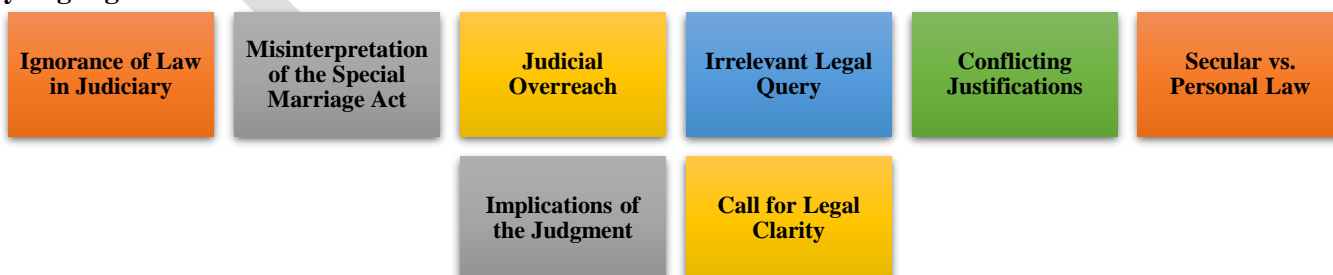 Ignorance of Law
in Judiciary
Misinterpretation
of the Special
Marriage Act
Judicial
Overreach
Irrelevant Legal
Query
Conflicting
Justifications
Secular vs.
Personal Law
Implications of
the Judgment
Call for Legal
Clarity